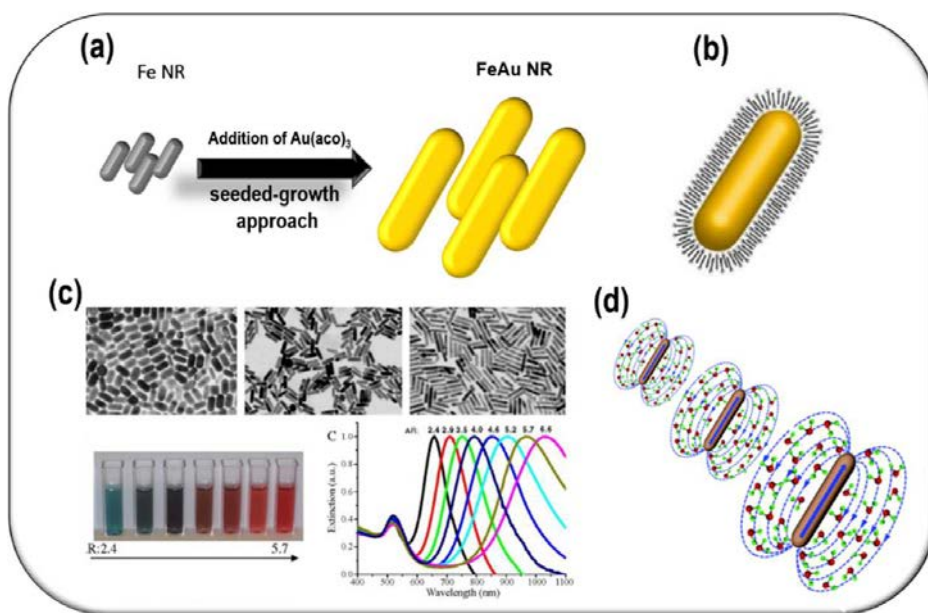 (a)
Fe NR
FeAu NR
Addition of Au(aco)3
seeded-growth
approach
(b)
(c)
C
AR: 2.4 2.9 3.5 4.0 4.6 5.2 5.7 6.6
Extinction (a.u.)
1.0
0.8
0.6
0.4
0.2
0.0
400 500 600 700 800 900 1000 1100
Wavelength (nm)
R:2.4
5.7
(d)